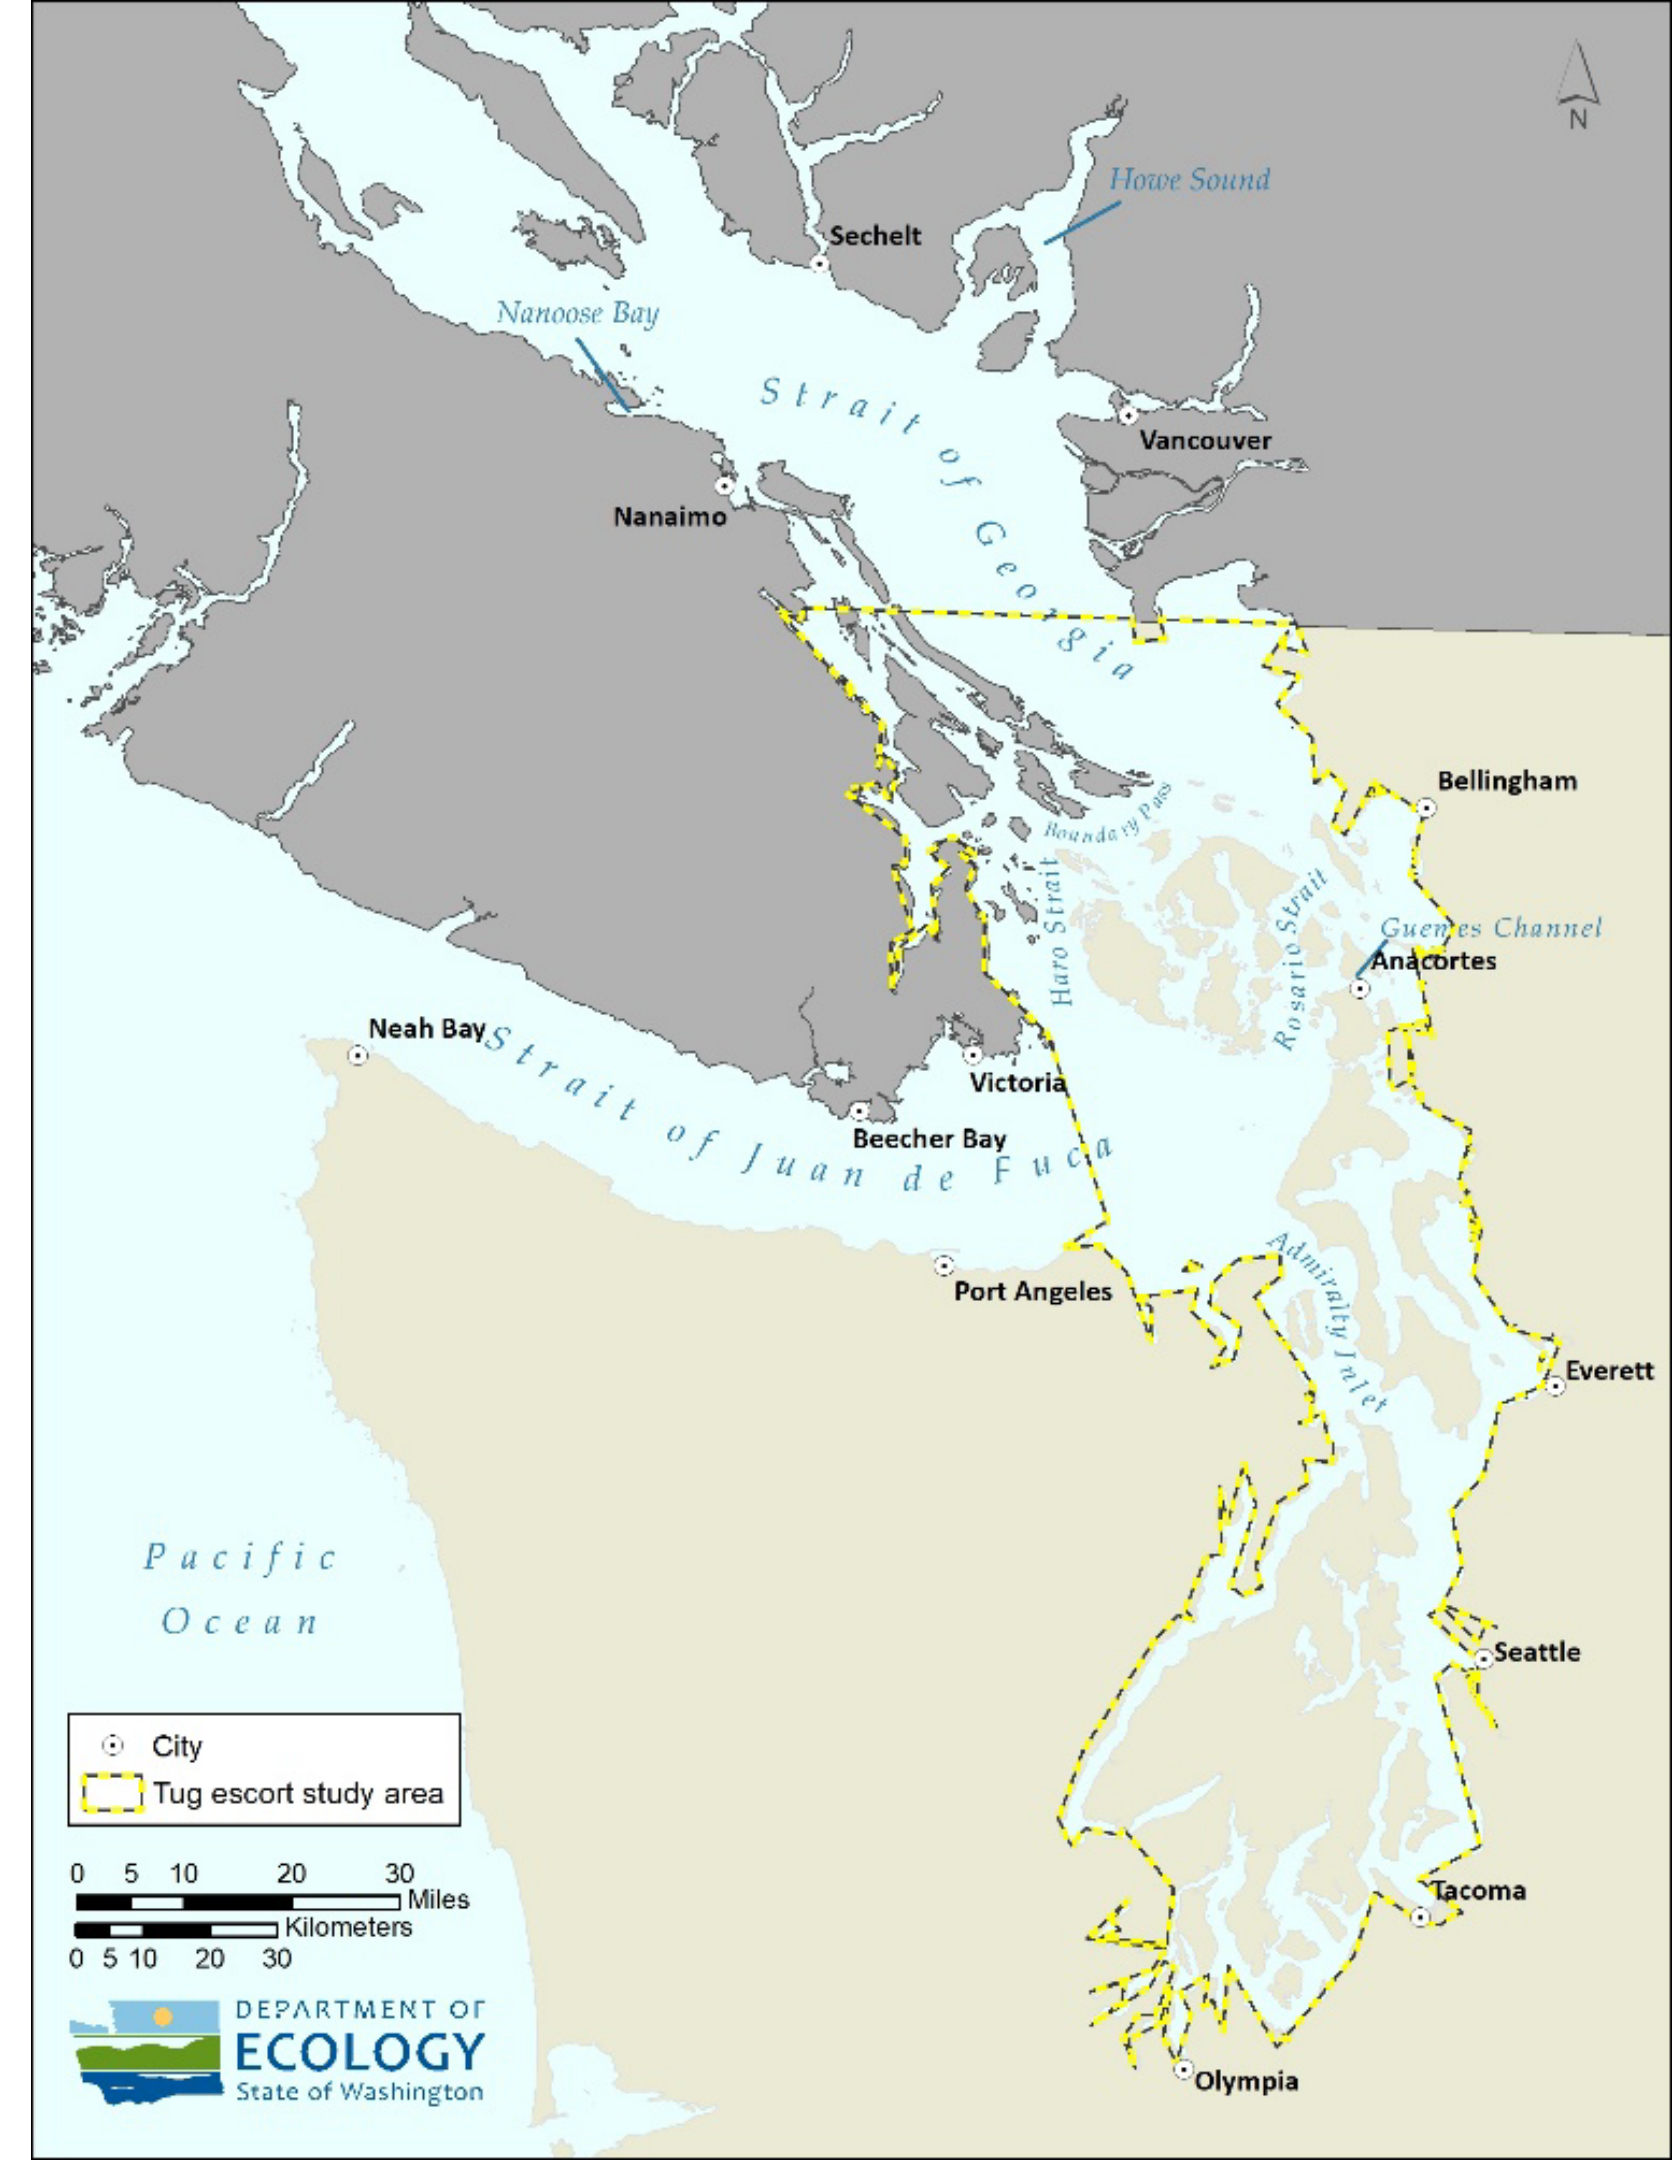 N
Howe Sound
Sechelt
Nanoose Bay
Strait of Georgia
Vancouver
Nanaimo
Bellingham
Boundary Pass
Haro Strait
Rosario Strait
Guemes Channel
Anacortes
Neah Bay
Strait of Juan de Fuca
Victoria
Beecher Bay
Admiralty Inlet
Port Angeles
Everett
Pacific
Ocean
Seattle
City
Tug escort study area
0 5 10 20 30
Miles
Kilometers
0 5 10 20 30
Tacoma
Olympia
DEPARTMENT OF
ECOLOGY
State of Washington